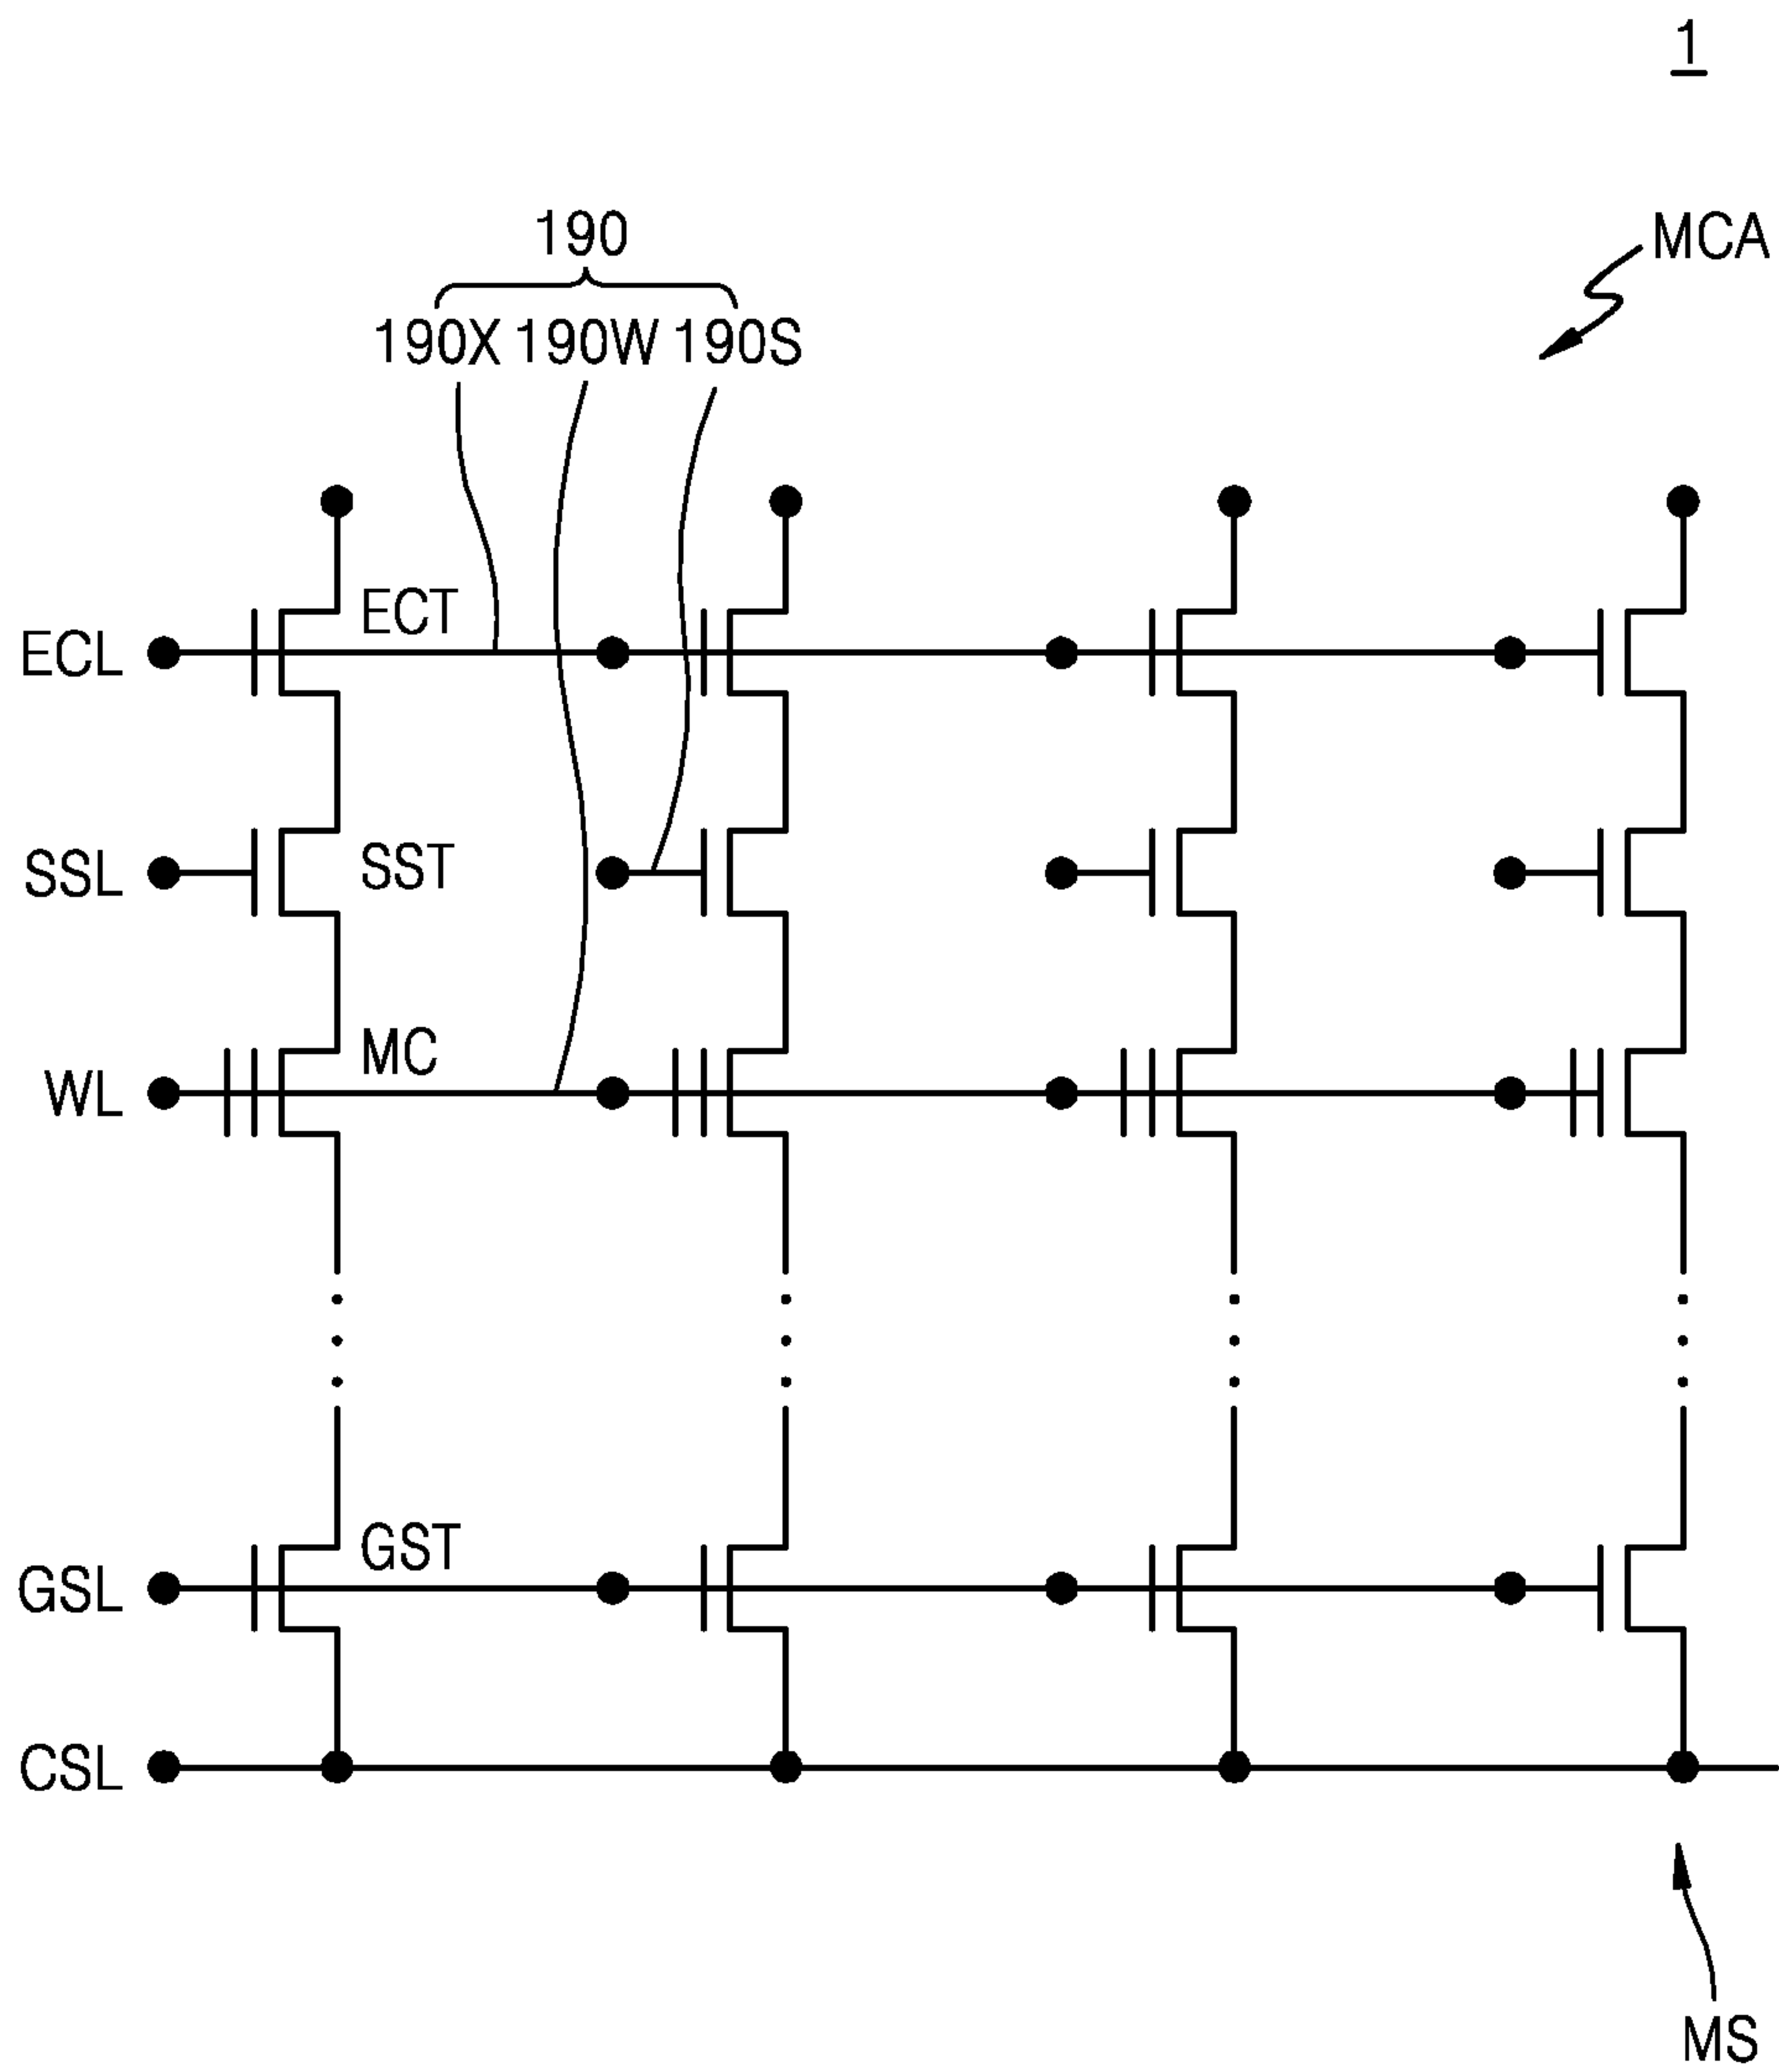 1
190
MCA
190X 190W 190S
ECT
ECL
SST
SSL
MC
WL
GST
GSL
CSL
MS